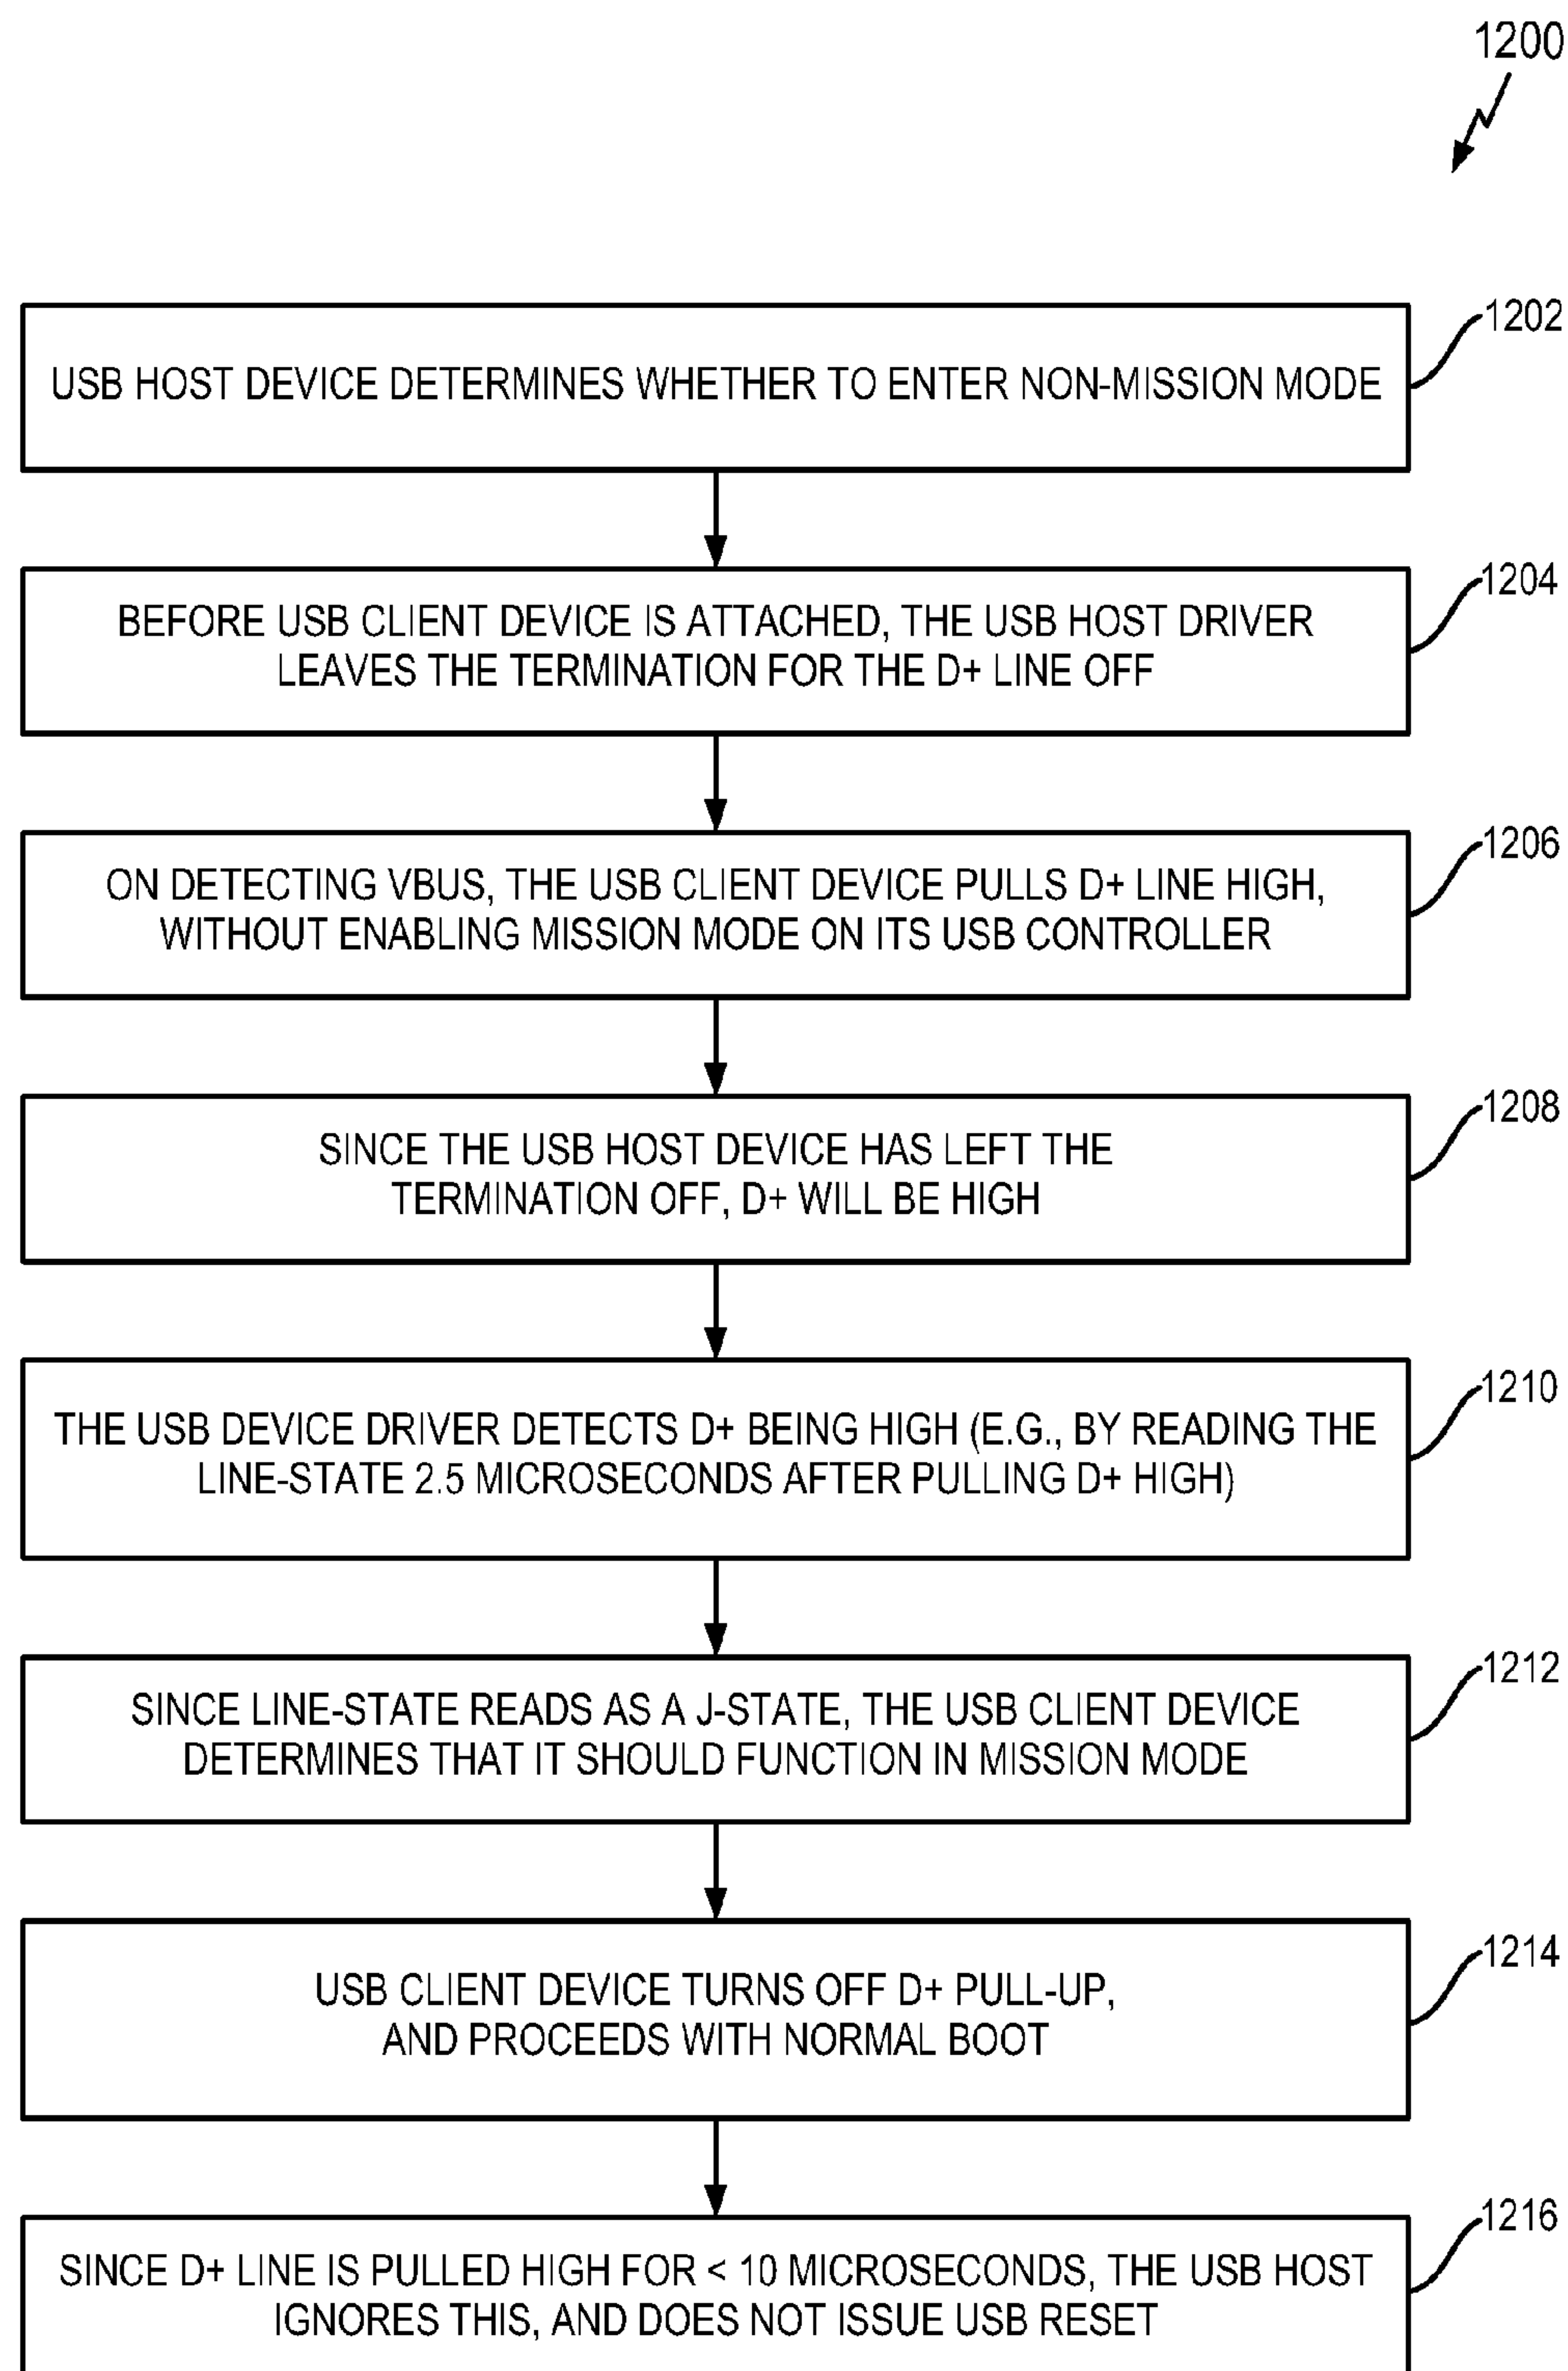 1200
USB HOST DEVICE DETERMINES WHETHER TO ENTER NON-MISSION MODE
1202
BEFORE USB CLIENT DEVICE IS ATTACHED, THE USB HOST DRIVER
LEAVES THE TERMINATION FOR THE D+ LINE OFF
1204
ON DETECTING VBUS, THE USB CLIENT DEVICE PULLS D+ LINE HIGH,
WITHOUT ENABLING MISSION MODE ON ITS USB CONTROLLER
1206
SINCE THE USB HOST DEVICE HAS LEFT THE
TERMINATION OFF, D+ WILL BE HIGH
1208
THE USB DEVICE DRIVER DETECTS D+ BEING HIGH (E.G., BY READING THE
LINE-STATE 2.5 MICROSECONDS AFTER PULLING D+ HIGH)
1210
SINCE LINE-STATE READS AS A J-STATE, THE USB CLIENT DEVICE
DETERMINES THAT IT SHOULD FUNCTION IN MISSION MODE
1212
USB CLIENT DEVICE TURNS OFF D+ PULL-UP,
AND PROCEEDS WITH NORMAL BOOT
1214
SINCE D+ LINE IS PULLED HIGH FOR < 10 MICROSECONDS, THE USB HOST
IGNORES THIS, AND DOES NOT ISSUE USB RESET
1216